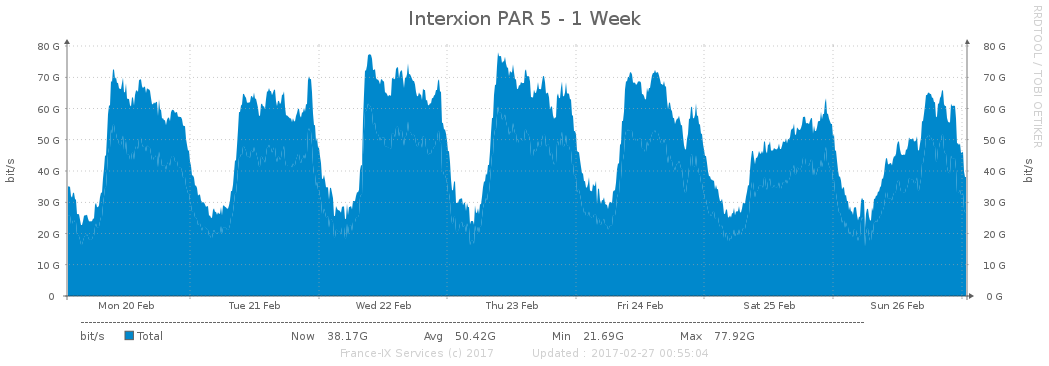 Interxion PAR 5 - 1 Week
RRDTOOL / TOBI OETIKER
bit/s
80 G 80 G
70 G 70 G
60 G 60 G
50 G 50 G
40 G 40 G
30 G 30 G
20 G 20 G
10 G 10 G
0 0 G
bit/s
Mon 20 Feb Tue 21 Feb Wed 22 Feb Thu 23 Feb Fri 24 Feb Sat 25 Feb Sun 26 Feb
bit/s Total Now 38.17G Avg 50.42G Min 21.69G Max 77.92G
France-IX Services (c) 2017 Updated : 2017-02-27 00:55:04